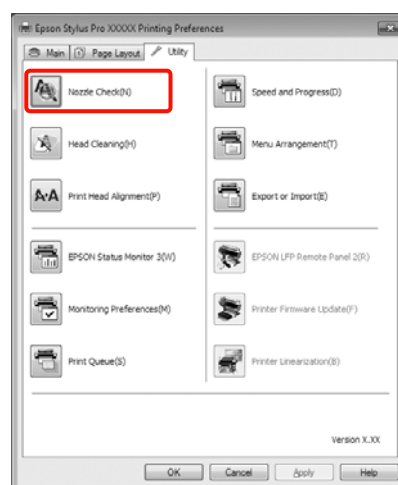 Epson Stylus Pro XXXXX Printing Preferences
Main Page Layout Utility
Nozzle Check(N)
Speed and Progress(D)
Head Cleaning(H)
Menu Arrangement(T)
Print Head Alignment(P)
Export or Import(E)
EPSON Status Monitor 3(W)
EPSON LFP Remote Panel 2(R)
Monitoring Preferences(M)
Printer Firmware Update(F)
Print Queue(S)
Printer Linearization(B)
Version X.XX
OK Cancel Apply Help